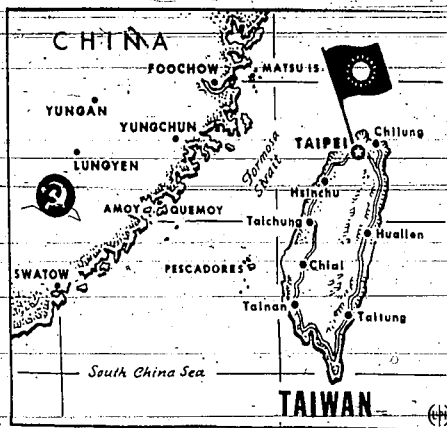 CHINA
FOOCHOW
MATSU IS.
YUNGAN
YUNGCHUN
LUNGYEN
AMOY
QUEMOY
SWATOW
PESCADORES
Formosa
Strait
TAIPEI
Chilung
Hsinchu
Taichung
Hualien
Chiai
Tainan
Taitung
South China Sea
TAIWAN